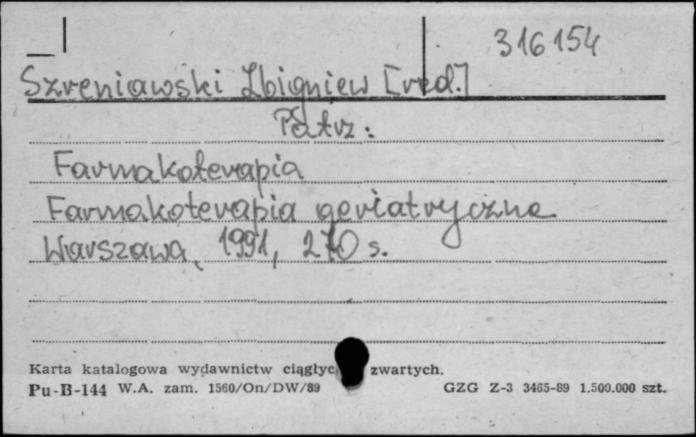 316154
Szreniawski Zbigniew [red.]
Patrz:
Farmakoterapia
Farmakoterapia geriatryczna
Warszawa, 1991, 270 s.
Karta katalogowa wydawnictw ciągłyc zwartych.
Pu-B-144 W.A. zam. 1560/On/DW/89 GZG Z-3 3465-89 1.500.000 szt.